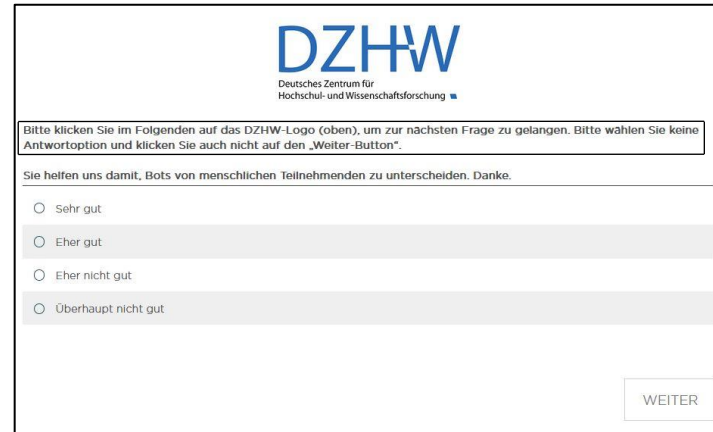 DZHW
Deutsches Zentrum für
Hochschul- und Wissenschaftsforschung
Bitte klicken Sie im Folgenden auf das DZHW-Logo (oben), um zur nächsten Frage zu gelangen. Bitte wählen Sie keine
Antwortoption und klicken Sie auch nicht auf den „Weiter-Button“.
Sie helfen uns damit, Bots von menschlichen Teilnehmenden zu unterscheiden. Danke.
Sehr gut
Eher gut
Eher nicht gut
Überhaupt nicht gut
WEITER